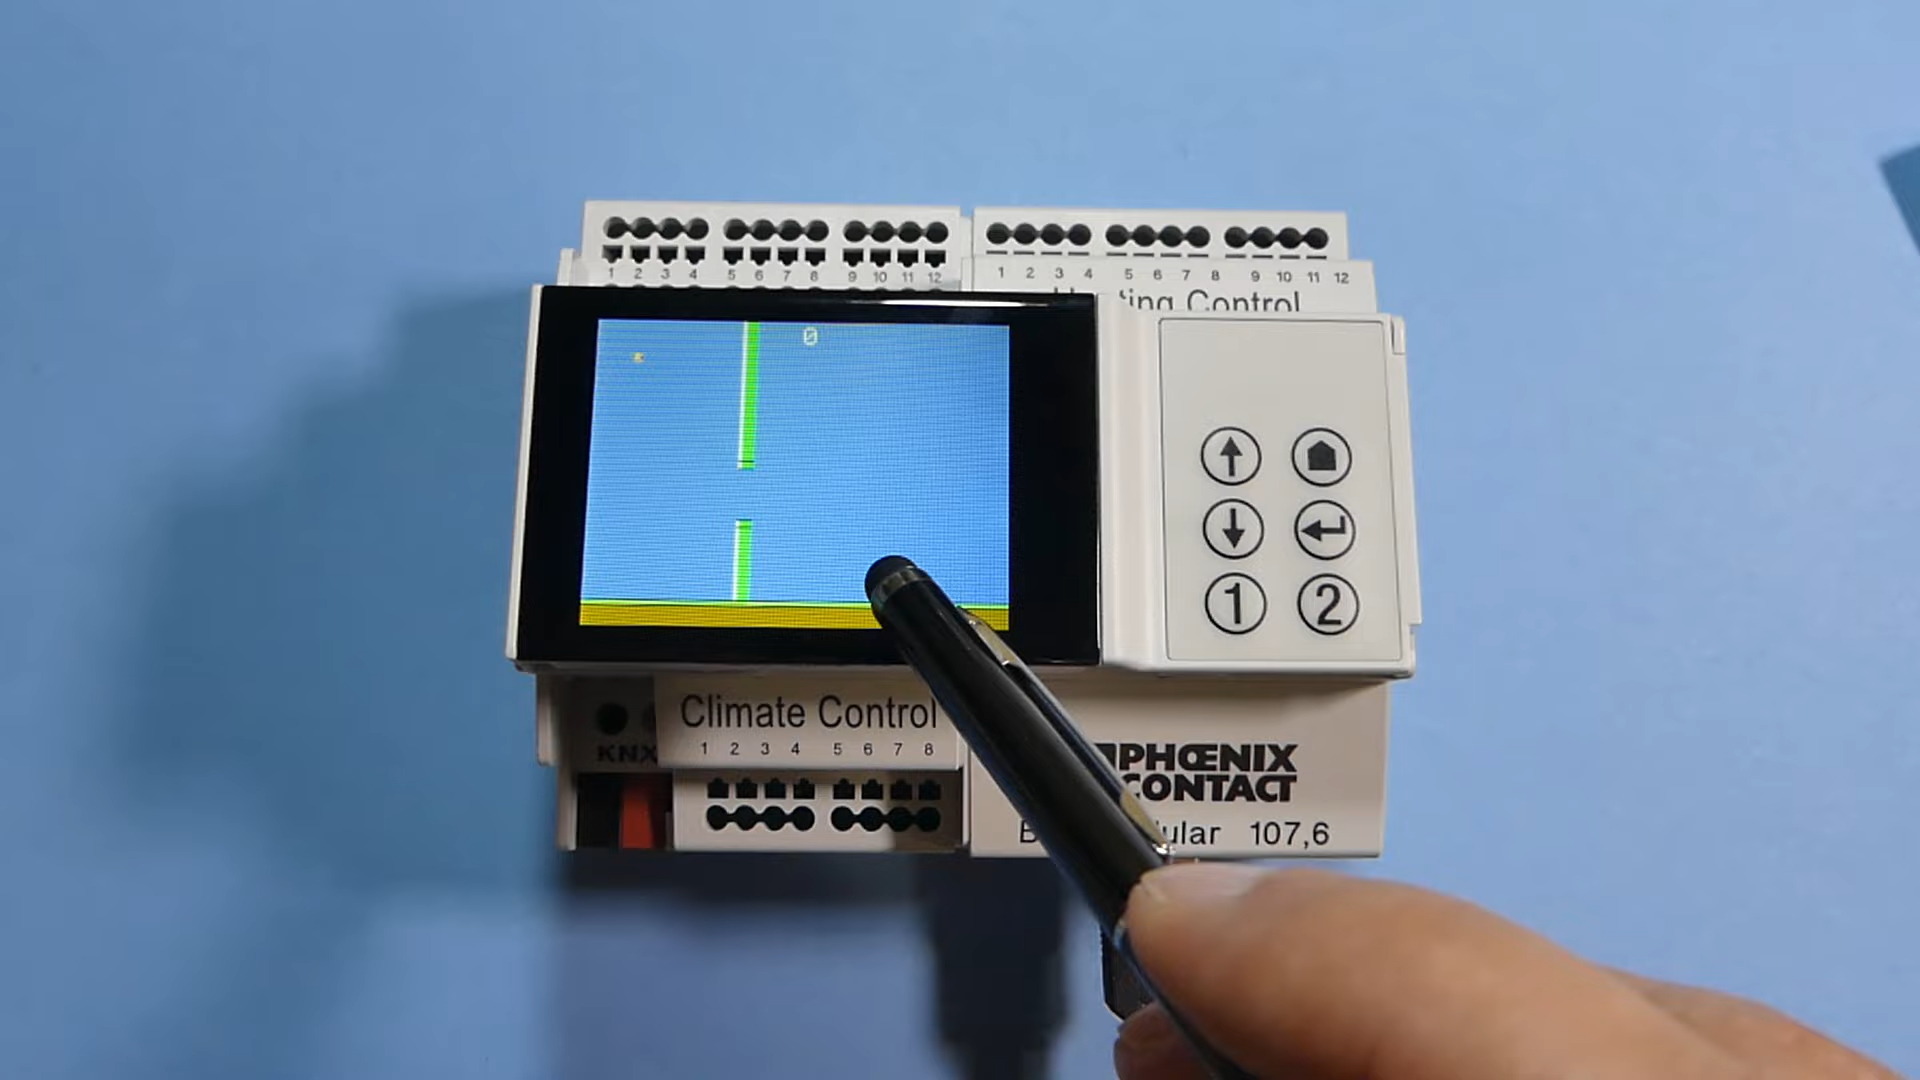 1 2 3 4 5 6 7 8 9 10 11 12
1 2 3 4 5 6 7 8 9 10 11 12
Control
0
1 2
Climate Control
KNX
1 2 3 4 5 6 7 8
PHŒNIX
CONTACT
107,6